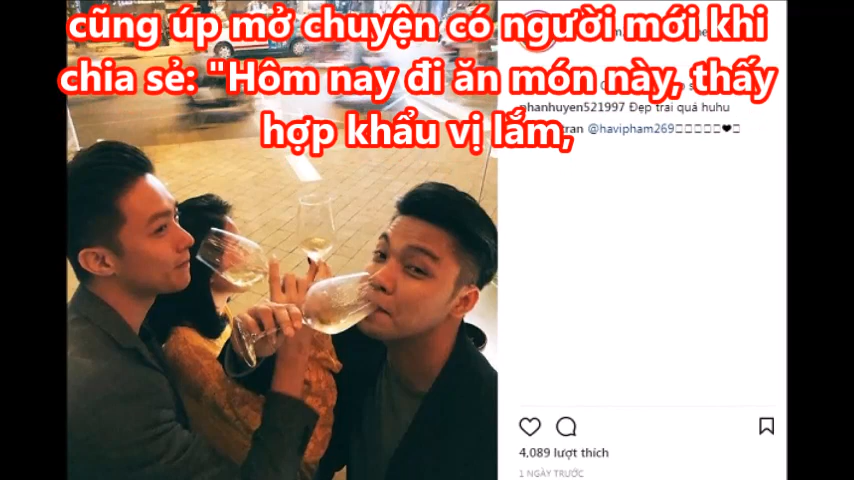 cũng úp mở chuyện có người mới khi
chia sẻ: "Hôm nay đi ăn món này, thấy
hợp khẩu vị lắm,
phanhuyen521997 Đẹp trai quá huhu
tran @havipham269
4,089 lượt thích
1 NGÀY TRƯỚC